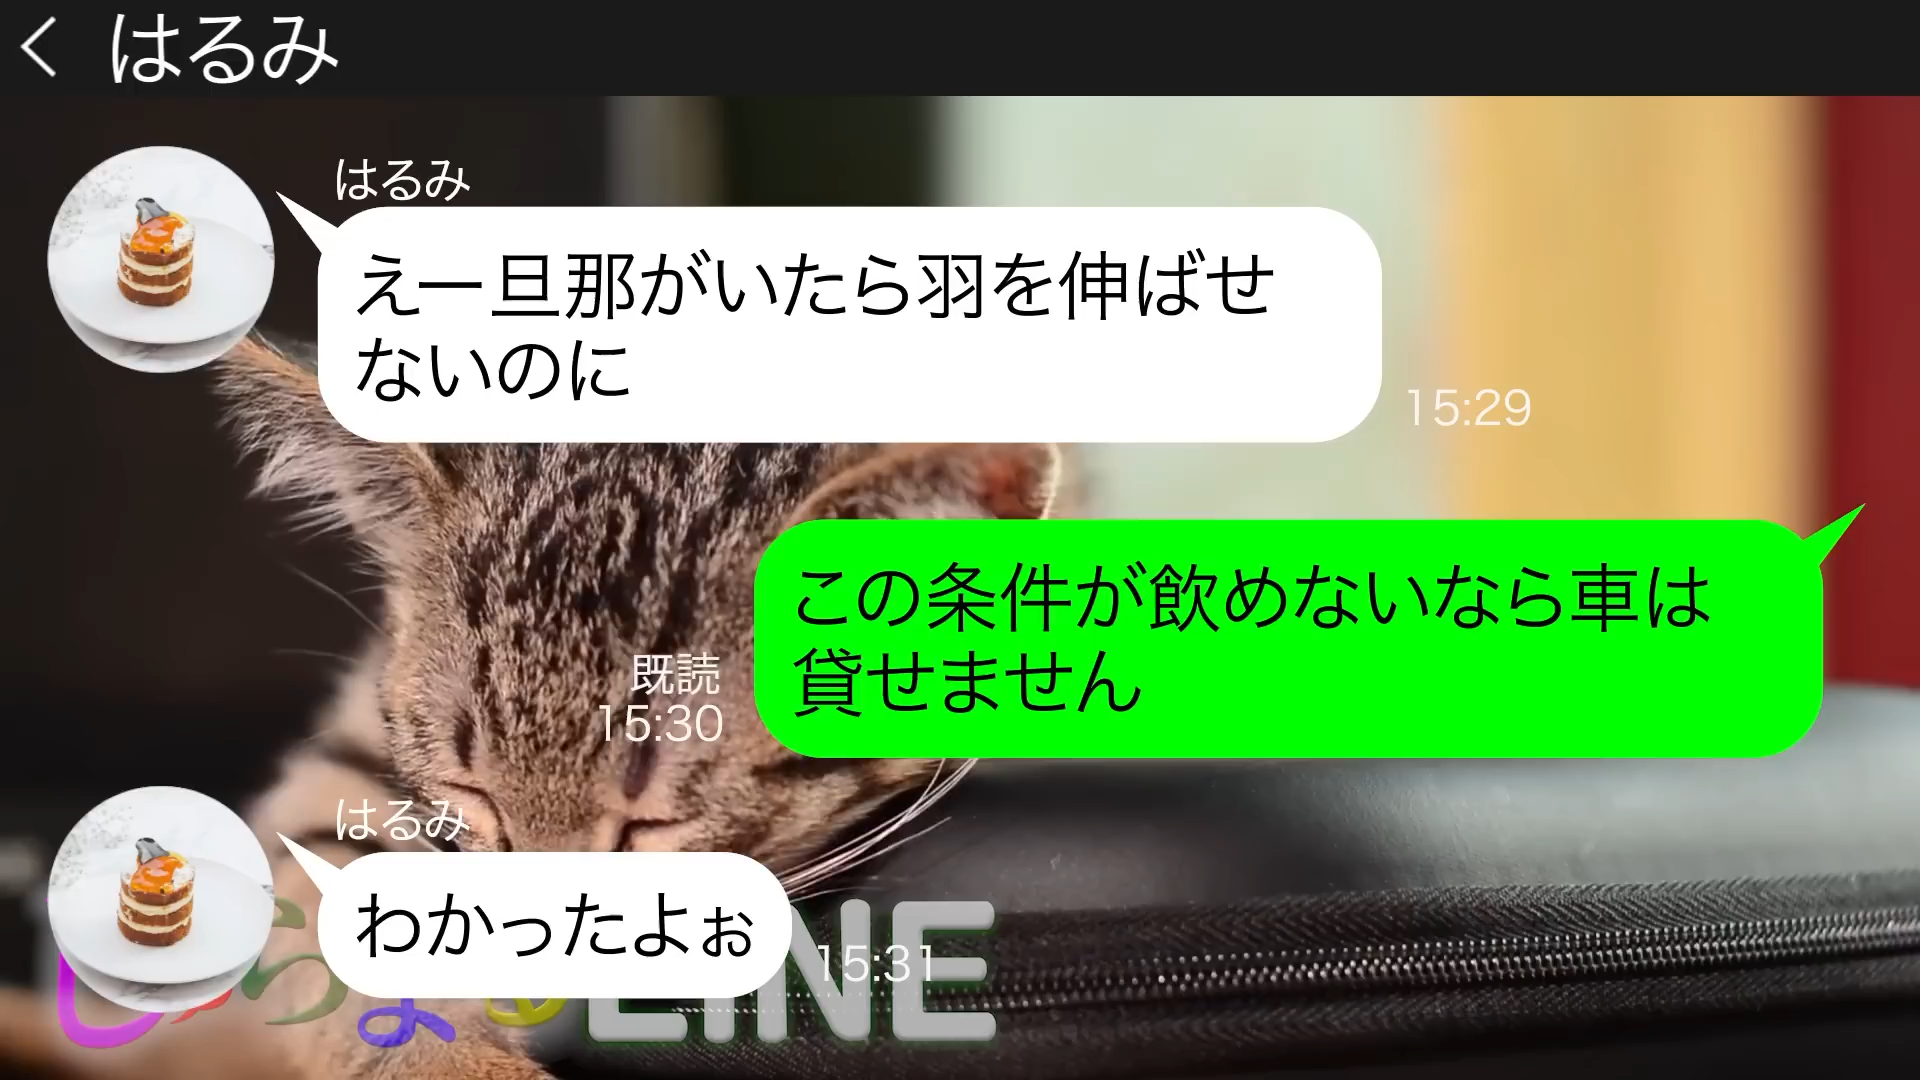 はるみ
はるみ
えー旦那がいたら羽を伸ばせ
ないのに
15:29
この条件が飲めないなら車は
貸せません
既読
15:30
はるみ
わかったよぉ
15:31
LINE